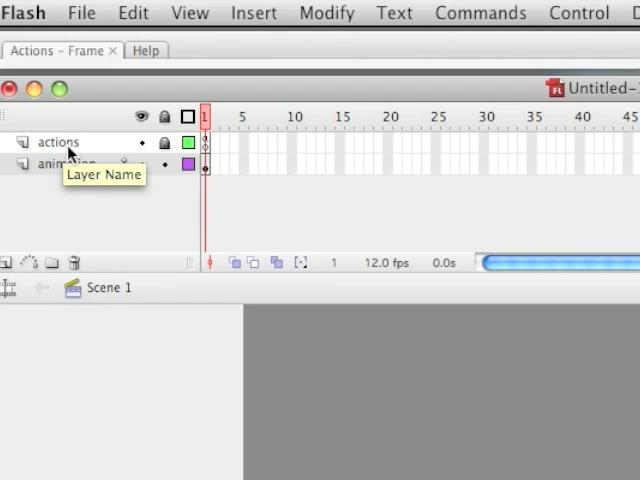 Flash File Edit View Insert Modify Text Commands Control
Actions – Frame × Help
Untitled-
1 5 10 15 20 25 30 35 40 45
actions
Layer Name
1 12.0 fps 0.0s
Scene 1